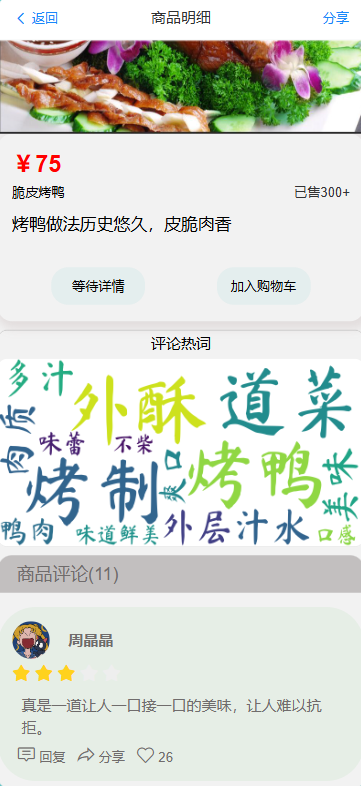 返回 商品明细 分享
¥75
脆皮烤鸭 已售300+
烤鸭做法历史悠久，皮脆肉香
等待详情 加入购物车
评论热词
多汁 外酥 道菜
肉质 味蕾 不柴 爽口 烤鸭 美味
烤制
鸭肉 味道鲜美 外层 汁水 口感
商品评论(11)
周晶晶
真是一道让人一口接一口的美味，让人难以抗
拒。
回复 分享 26